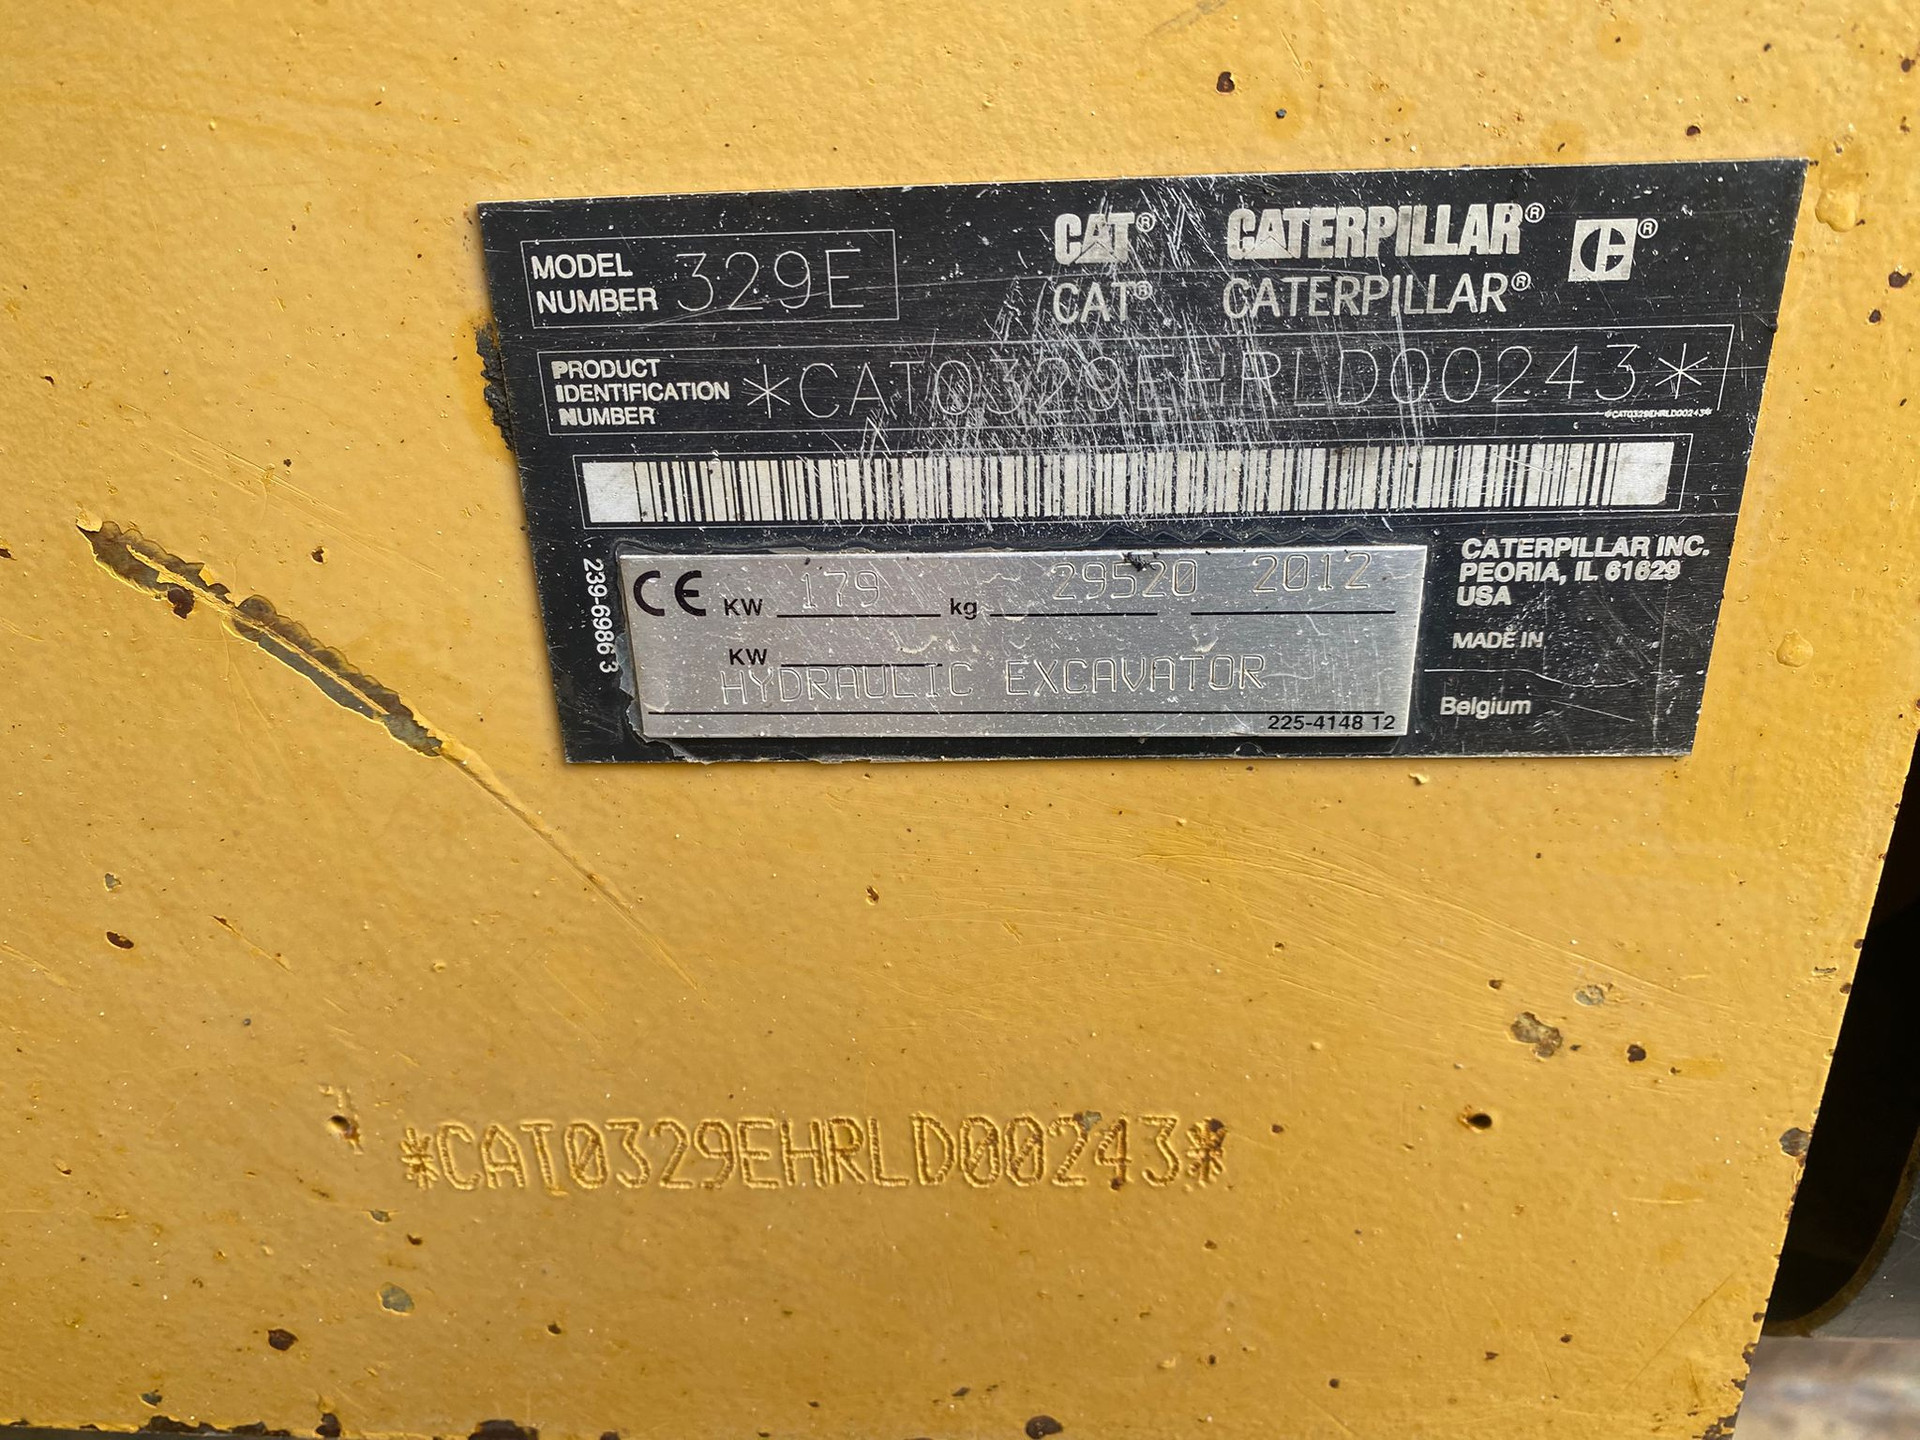 MODEL NUMBER 329E
CAT® CATERPILLAR® ®
CAT® CATERPILLAR®
PRODUCT IDENTIFICATION NUMBER *CAT0329EHRLD00243*
*CAT0329EHRLD00243*
239-6986 3
CE KW 179 kg 29520 2012
KW
HYDRAULIC EXCAVATOR
225-4148 12
CATERPILLAR INC.
PEORIA, IL 61629
USA
MADE IN
Belgium
*CAT0329EHRLD00243*